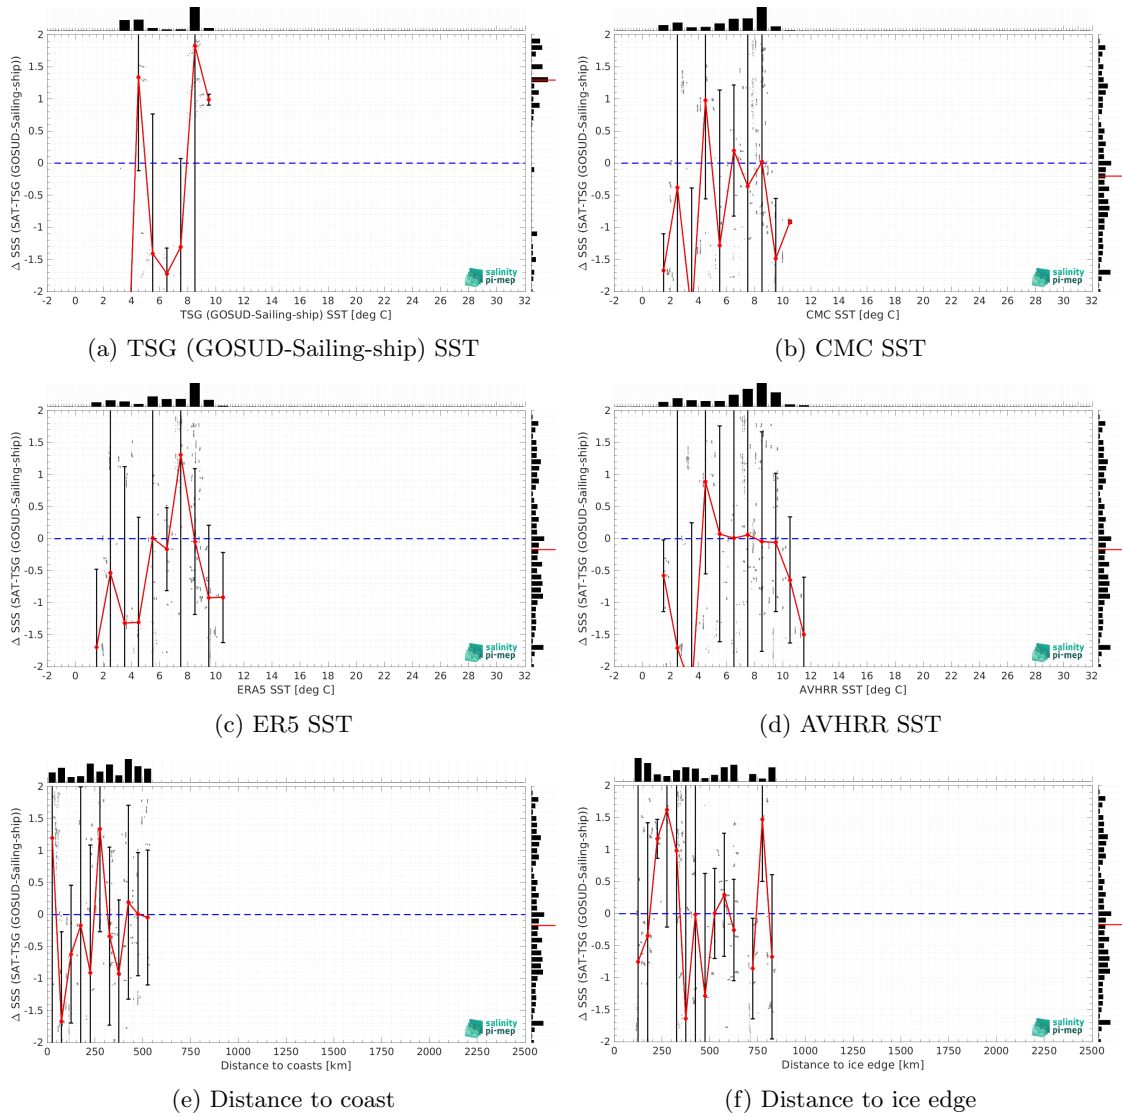 2
1.5
1
0.5
0
-0.5
-1
-1.5
-2
Δ SSS (SAT-TSG (GOSUD-Sailing-ship))
-2 0 2 4 6 8 10 12 14 16 18 20 22 24 26 28 30 32
TSG (GOSUD-Sailing-ship) SST [deg C]
salinity
pi-mep
(a) TSG (GOSUD-Sailing-ship) SST
2
1.5
1
0.5
0
-0.5
-1
-1.5
-2
Δ SSS (SAT-TSG (GOSUD-Sailing-ship))
-2 0 2 4 6 8 10 12 14 16 18 20 22 24 26 28 30 32
CMC SST [deg C]
salinity
pi-mep
(b) CMC SST
2
1.5
1
0.5
0
-0.5
-1
-1.5
-2
Δ SSS (SAT-TSG (GOSUD-Sailing-ship))
-2 0 2 4 6 8 10 12 14 16 18 20 22 24 26 28 30 32
ERA5 SST [deg C]
salinity
pi-mep
(c) ER5 SST
2
1.5
1
0.5
0
-0.5
-1
-1.5
-2
Δ SSS (SAT-TSG (GOSUD-Sailing-ship))
-2 0 2 4 6 8 10 12 14 16 18 20 22 24 26 28 30 32
AVHRR SST [deg C]
salinity
pi-mep
(d) AVHRR SST
2
1.5
1
0.5
0
-0.5
-1
-1.5
-2
Δ SSS (SAT-TSG (GOSUD-Sailing-ship))
0 250 500 750 1000 1250 1500 1750 2000 2250 2500
Distance to coasts [km]
salinity
pi-mep
(e) Distance to coast
2
1.5
1
0.5
0
-0.5
-1
-1.5
-2
Δ SSS (SAT-TSG (GOSUD-Sailing-ship))
0 250 500 750 1000 1250 1500 1750 2000 2250 2500
Distance to ice edge [km]
salinity
pi-mep
(f) Distance to ice edge